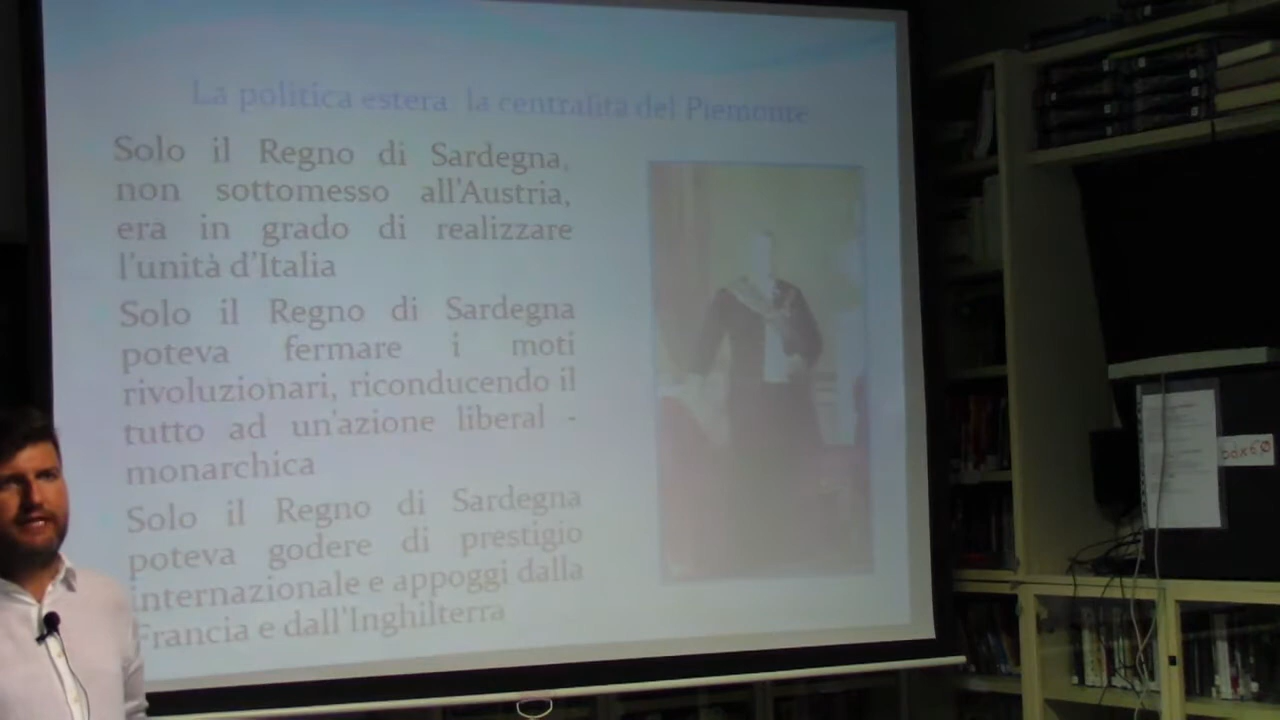 La politica estera: la centralità del Piemonte
Solo il Regno di Sardegna,
non sottomesso all'Austria,
era in grado di realizzare
l'unità d'Italia
Solo il Regno di Sardegna
poteva fermare i moti
rivoluzionari, riconducendo il
tutto ad un'azione liberal -
monarchica
Solo il Regno di Sardegna
poteva godere di prestigio
internazionale e appoggi dalla
Francia e dall'Inghilterra